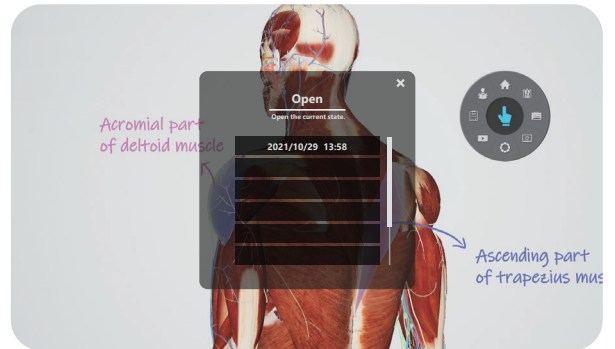 Open
Open the current state.
2021/10/29 13:58
Acromial part
of deltoid muscle
Ascending part
of trapezius mus